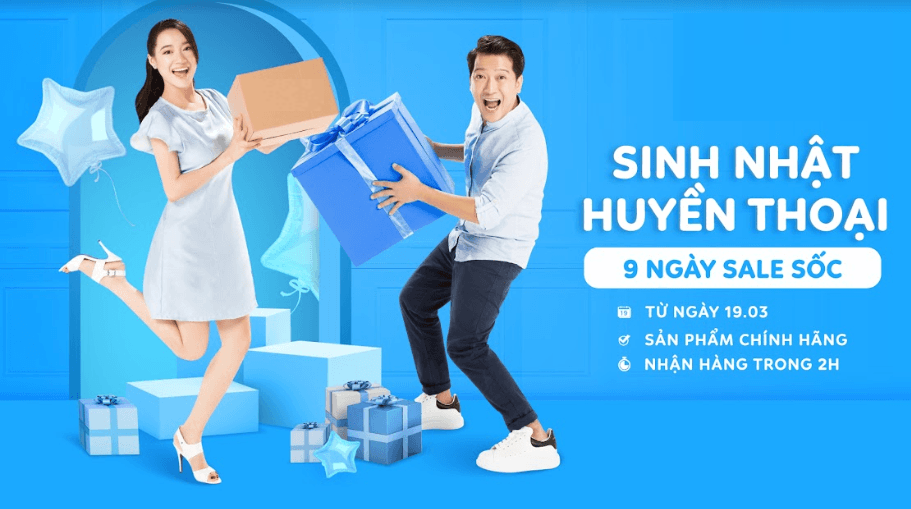 SINH NHẬT
HUYỀN THOẠI
9 NGÀY SALE SỐC
19 TỪ NGÀY 19.03
SẢN PHẨM CHÍNH HÃNG
NHẬN HÀNG TRONG 2H